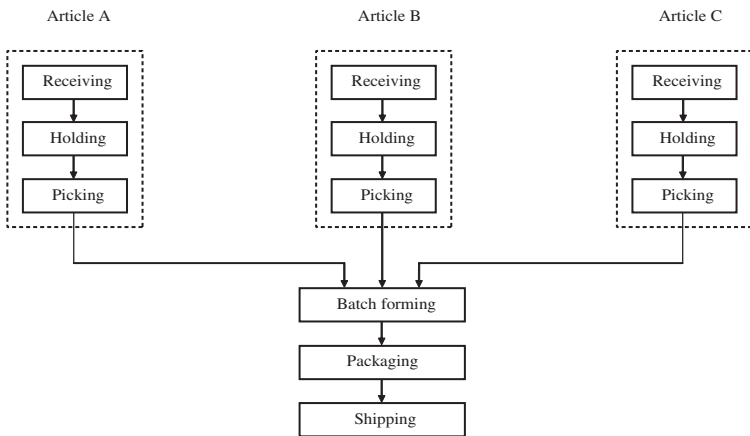 Article A
Article B
Article C
Receiving
Receiving
Receiving
Holding
Holding
Holding
Picking
Picking
Picking
Batch forming
Packaging
Shipping